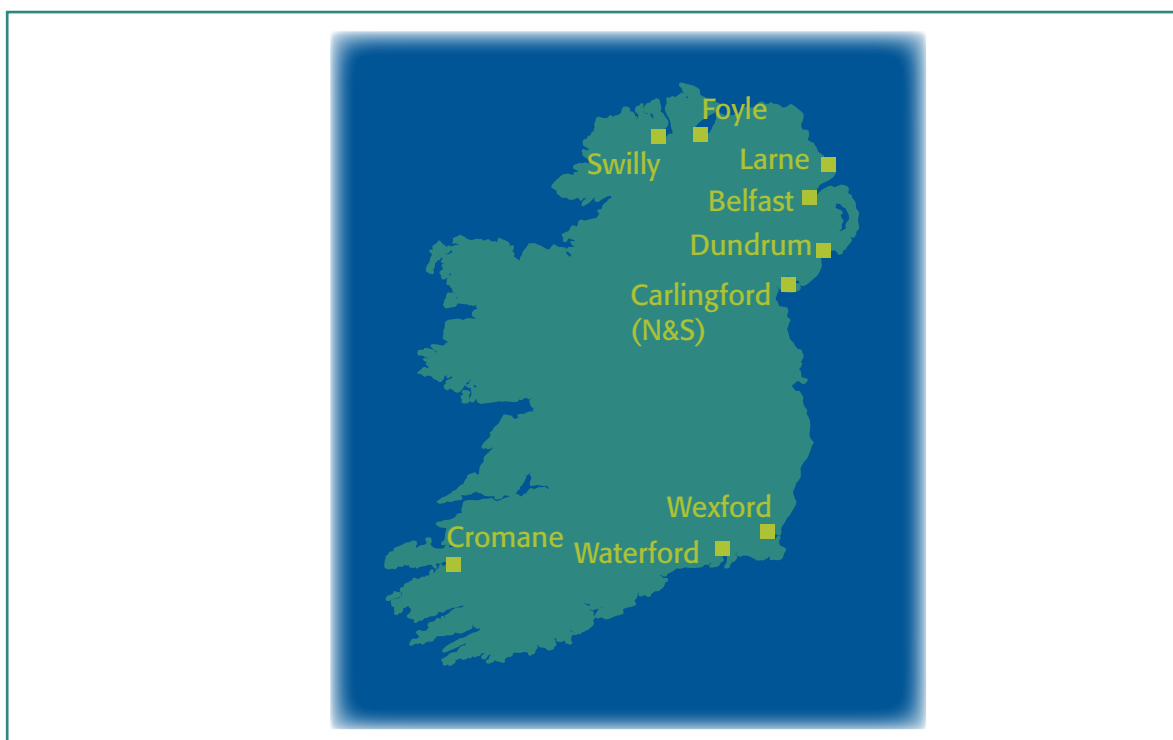 Foyle
Swilly
Larne
Belfast
Dundrum
Carlingford
(N&S)
Wexford
Cromane
Waterford